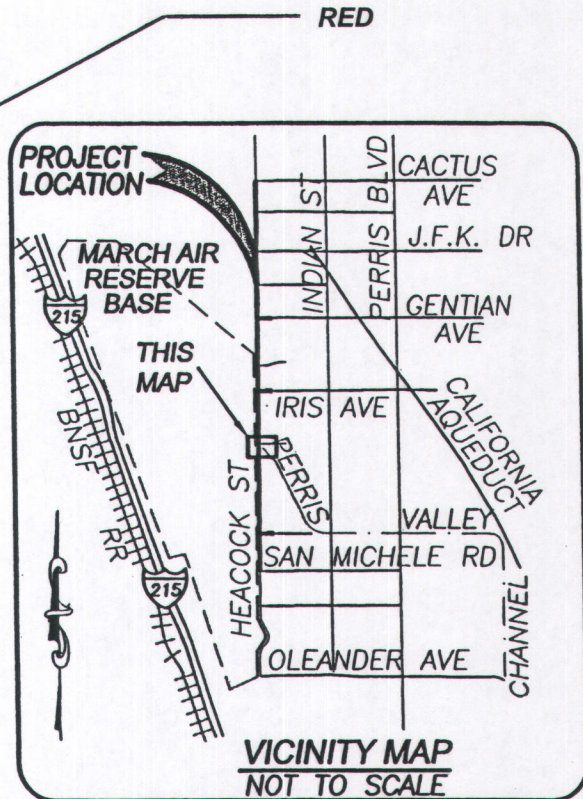 RED
PROJECT
LOCATION
CACTUS
AVE
INDIAN ST
PERRIS BLVD
J.F.K. DR
MARCH AIR
RESERVE
BASE
215
GENTIAN
AVE
THIS
MAP
IRIS AVE
CALIFORNIA
AQUEDUCT
BNSF RR
PERRIS
VALLEY
CHANNEL
HEACOCK ST
SAN MICHELE RD
215
OLEANDER AVE
VICINITY MAP
NOT TO SCALE